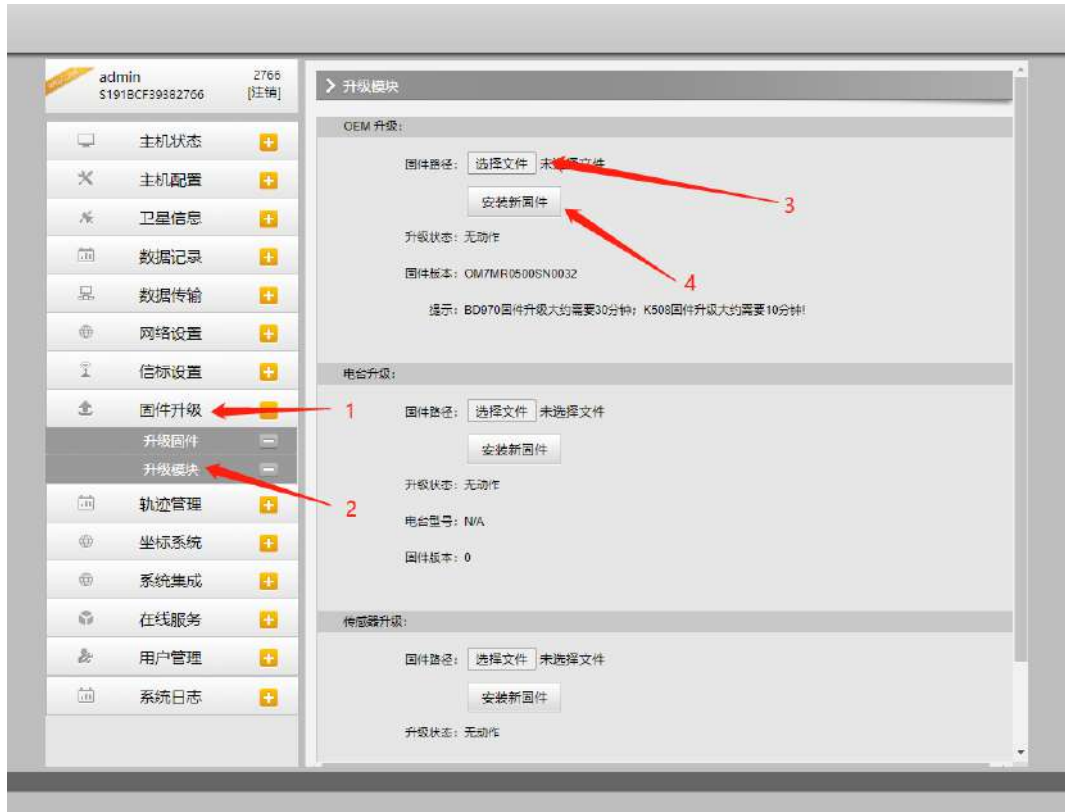 admin
2766
S191BCF39382766
[注销]
主机状态
主机配置
卫星信息
数据记录
数据传输
网络设置
信标设置
固件升级
升级固件
升级模块
轨迹管理
坐标系统
系统集成
在线服务
用户管理
系统日志
升级模块
OEM 升级:
固件路径: 选择文件 未选择文件
安装新固件
升级状态: 无动作
固件版本: OM7MR0500SN0032
提示: BD970固件升级大约需要30分钟; K508固件升级大约需要10分钟!
电台升级:
固件路径: 选择文件 未选择文件
安装新固件
升级状态: 无动作
电台型号: N/A
固件版本: 0
传感器升级:
固件路径: 选择文件 未选择文件
安装新固件
升级状态: 无动作
1
2
3
4